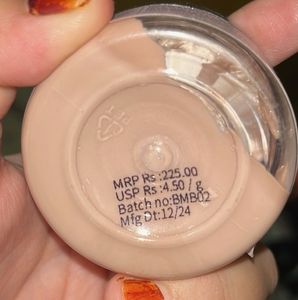 MRP Rs :225.00
USP Rs :4.50 / g
Batch no:BMB02
Mfg Dt:12/24